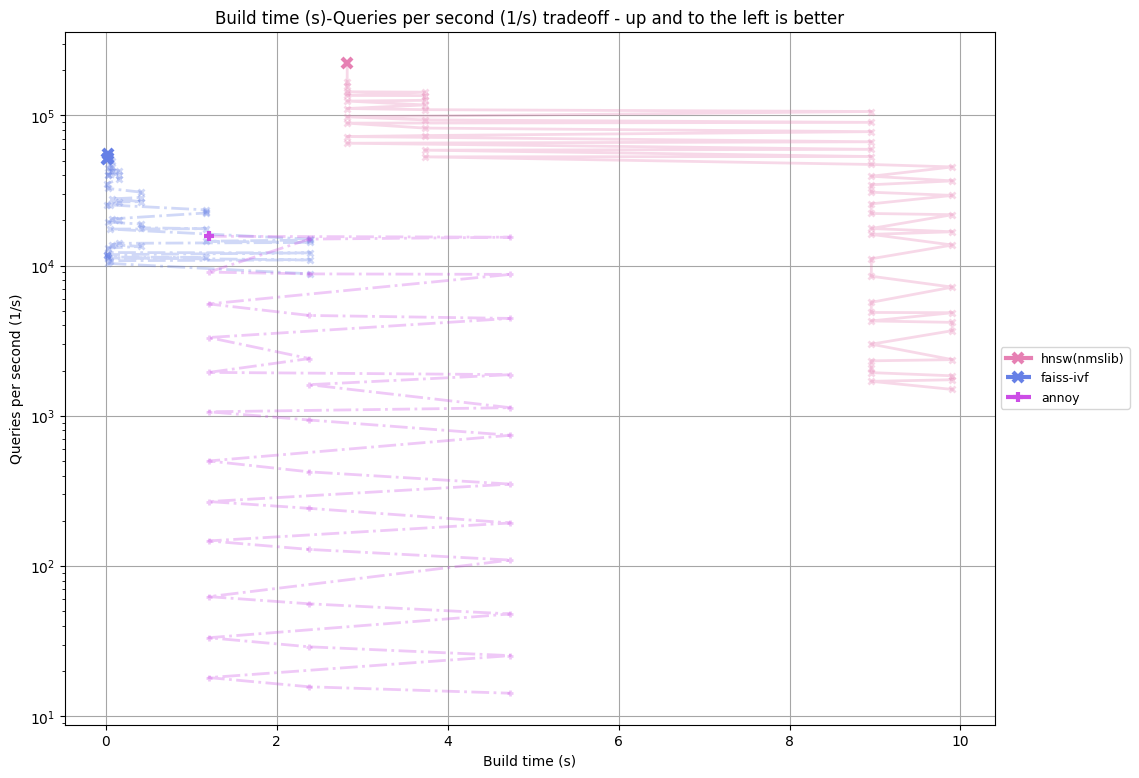 Build time (s)-Queries per second (1/s) tradeoff - up and to the left is better
Queries per second (1/s)
10^5
10^4
10^3
10^2
10^1
0 2 4 6 8 10
Build time (s)
hnsw(nmslib)
faiss-ivf
annoy